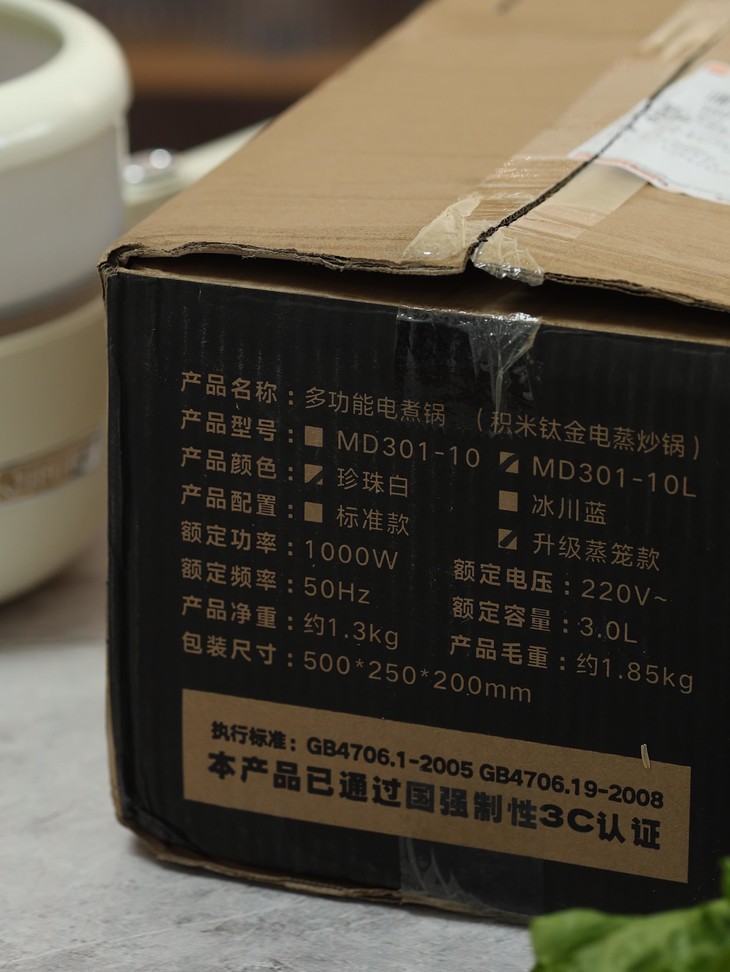 产品名称：多功能电煮锅 （积米钛金电蒸炒锅）
产品型号：■ MD301-10 ☑ MD301-10L
产品颜色：☑ 珍珠白 ■ 冰川蓝
产品配置：■ 标准款 ☑ 升级蒸笼款
额定功率：1000W 额定电压：220V~
额定频率：50Hz 额定容量：3.0L
产品净重：约1.3kg 产品毛重：约1.85kg
包装尺寸：500*250*200mm
执行标准：GB4706.1-2005 GB4706.19-2008
本产品已通过国强制性3C认证